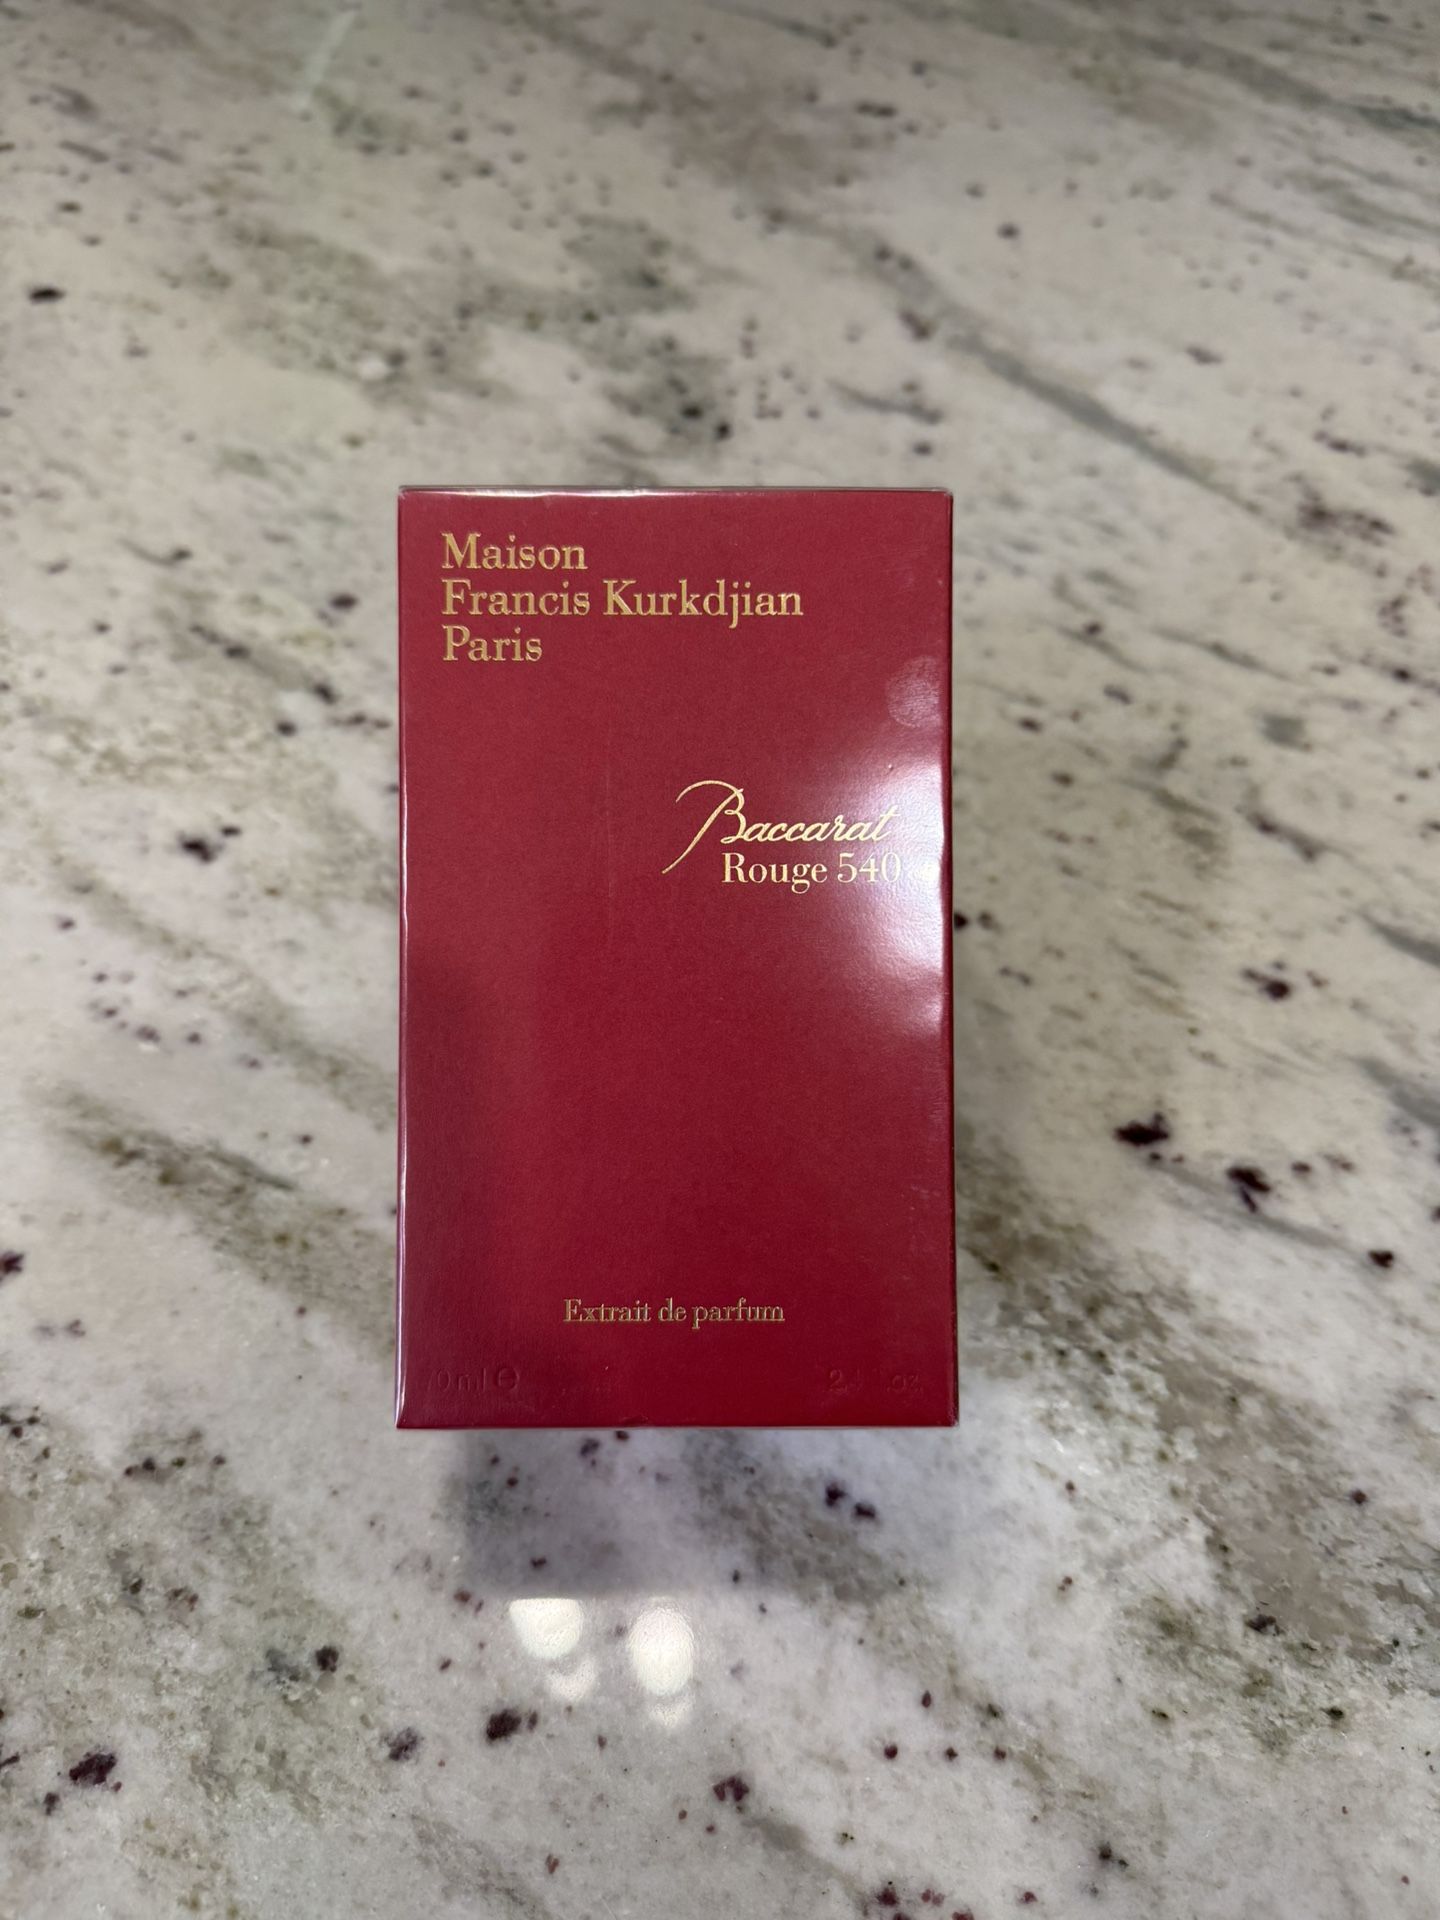 Maison
Francis Kurkdjian
Paris
Baccarat
Rouge 540
Extrait de parfum